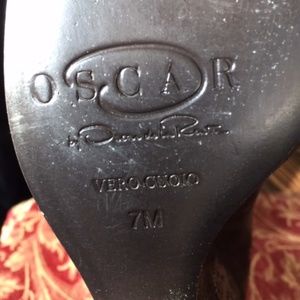 OSCAR
by Oscar de la Renta
VERO CUOIO
7M